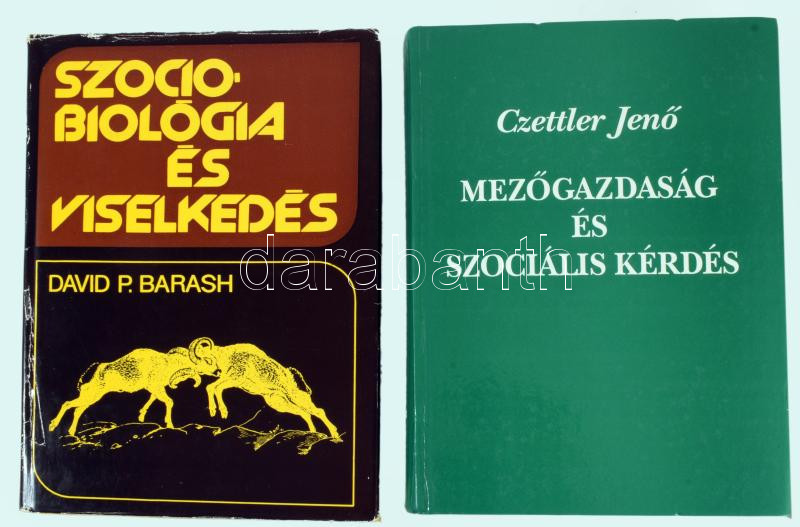 SZOCIO-
BIOLÓGIA
ÉS
VISELKEDÉS
DAVID P. BARASH
Czettler Jenő
MEZŐGAZDASÁG
ÉS
SZOCIÁLIS KÉRDÉS
darabanth